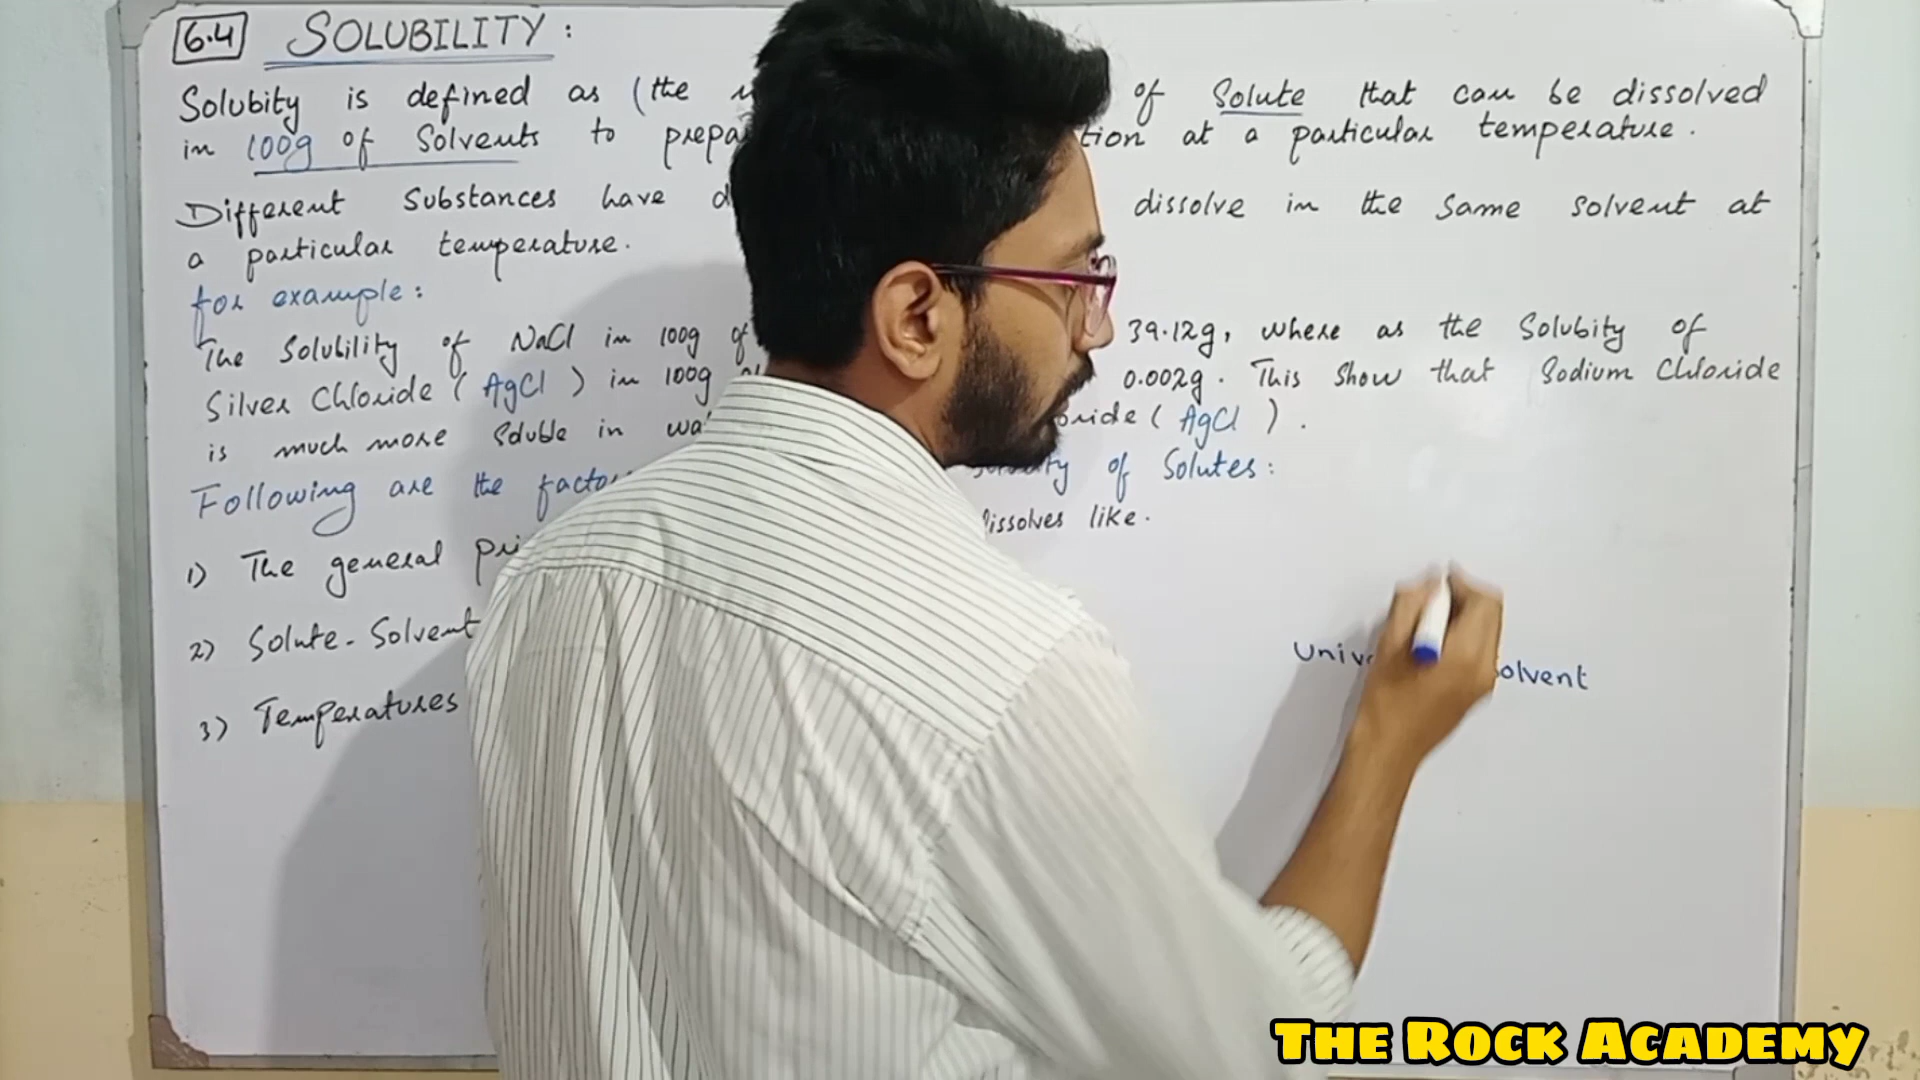 6.4 SOLUBILITY:
Solubity is defined as (the of Solute that can be dissolved
in 100g of Solvents to prepa tion at a particular temperature.
Different Substances have d dissolve in the same solvent at
a particular temperature.
for example:
The Solubility of NaCl in 100g of 39.12g, where as the Solubity of
Silver Chloride (AgCl) in 100g 0.002g. This Show that Sodium Chloride
is much more Soluble in wat oride (AgCl).
Following are the factor of Solutes:
1) The general pri dissolves like.
2) Solute-Solvent
Univ olvent
3) Temperatures
THE ROCK ACADEMY